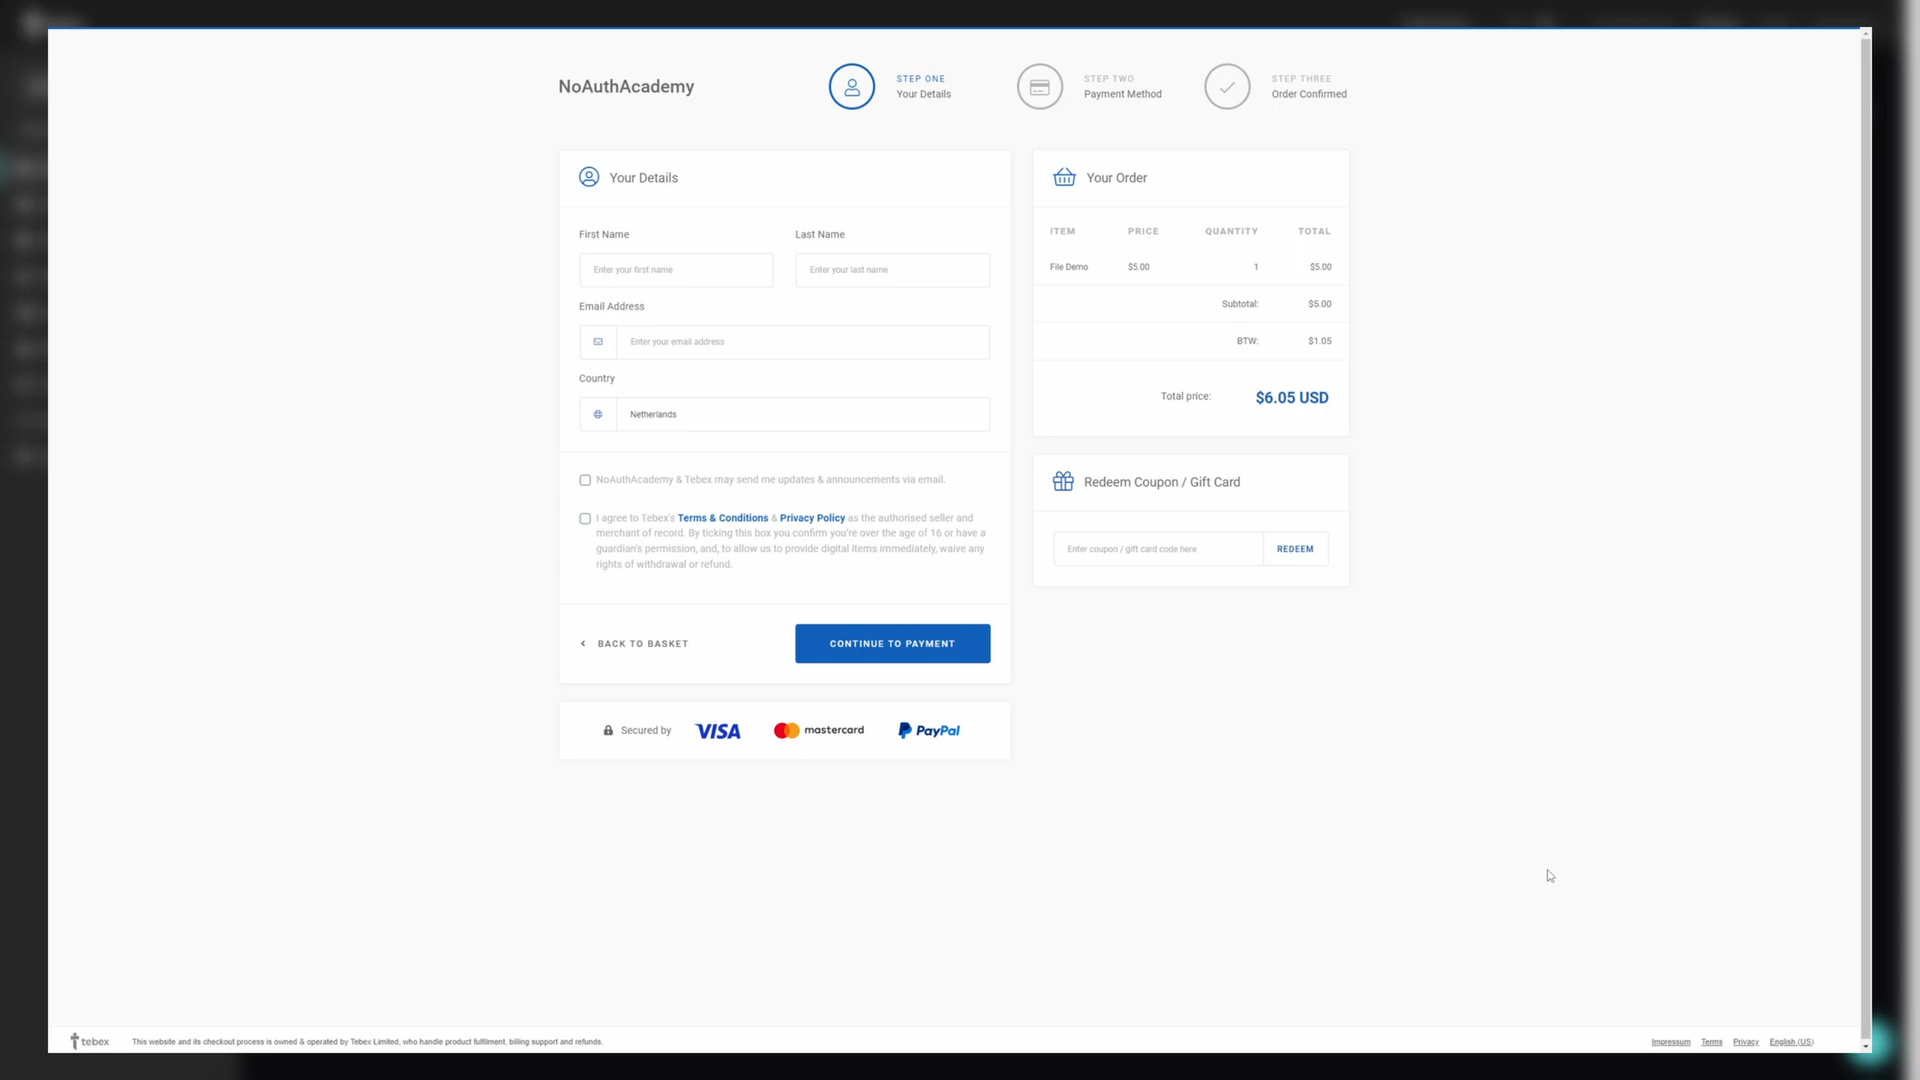 NoAuthAcademy
STEP ONE
Your Details
STEP TWO
Payment Method
STEP THREE
Order Confirmed
Your Details
First Name
Last Name
Enter your first name
Enter your last name
Email Address
Enter your email address
Country
Netherlands
NoAuthAcademy & Tebex may send me updates & announcements via email.
I agree to Tebex's Terms & Conditions & Privacy Policy as the authorised seller and
merchant of record. By ticking this box you confirm you're over the age of 16 or have a
guardian's permission, and, to allow us to provide digital items immediately, waive any
rights of withdrawal or refund.
BACK TO BASKET
CONTINUE TO PAYMENT
Secured by
VISA
mastercard
PayPal
Your Order
ITEM PRICE QUANTITY TOTAL
File Demo $5.00 1 $5.00
Subtotal: $5.00
BTW: $1.05
Total price: $6.05 USD
Redeem Coupon / Gift Card
Enter coupon / gift card code here
REDEEM
tebex
This website and its checkout process is owned & operated by Tebex Limited, who handle product fulfilment, billing support and refunds.
Impressum Terms Privacy English (US)